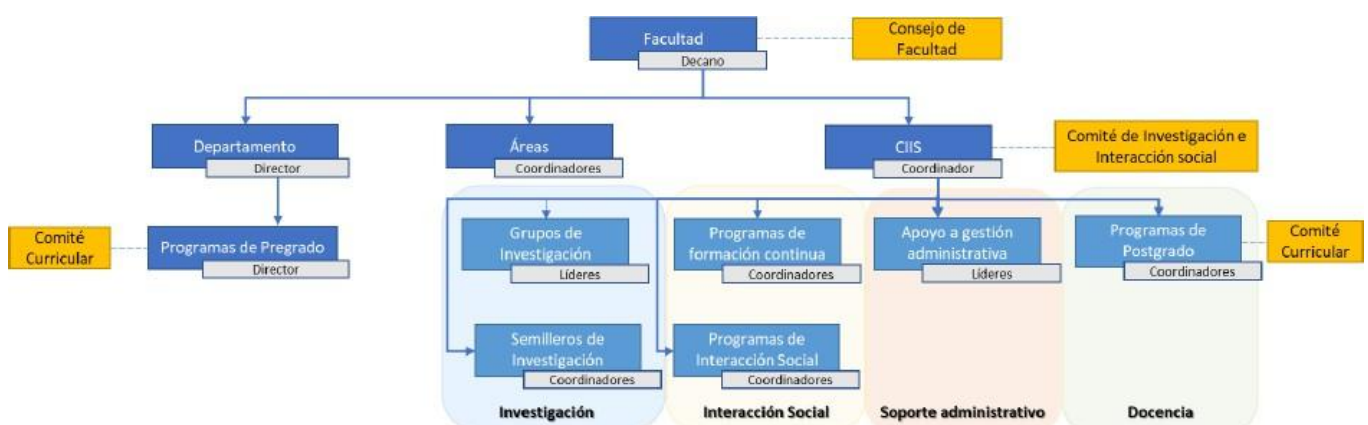 Facultad
Decano
Consejo de
Facultad
Departamento
Director
Áreas
Coordinadores
CIIS
Coordinador
Comité de Investigación e
Interacción social
Comité
Curricular
Programas de Pregrado
Director
Grupos de
Investigación
Líderes
Programas de
formación continua
Coordinadores
Apoyo a gestión
administrativa
Líderes
Programas de
Postgrado
Coordinadores
Comité
Curricular
Semilleros de
Investigación
Coordinadores
Programas de
Interacción Social
Coordinadores
Investigación
Interacción Social
Soporte administrativo
Docencia